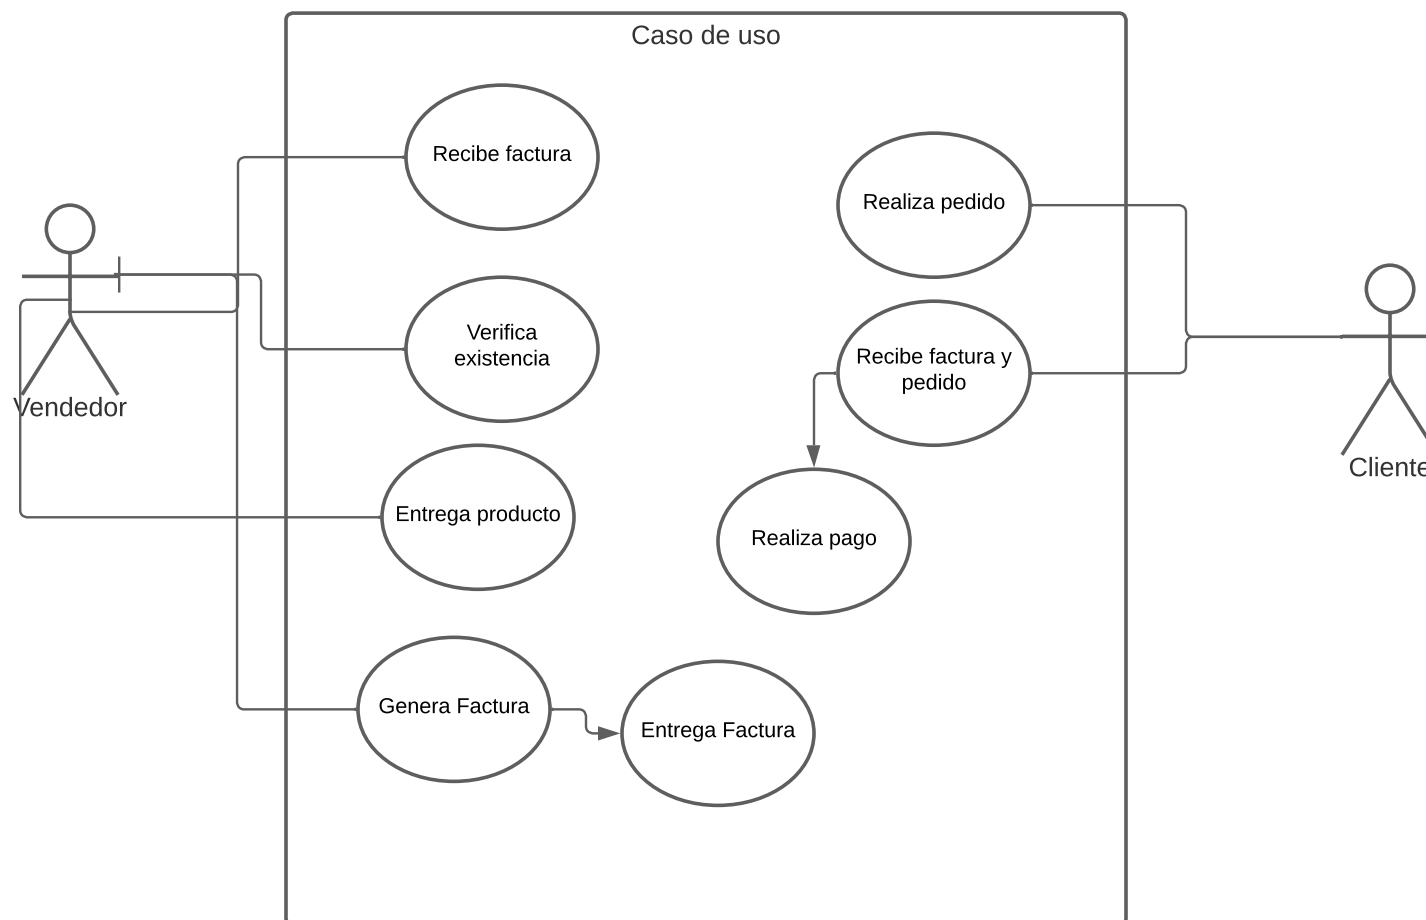 Caso de uso
Recibe factura
Realiza pedido
Verifica
existencia
Recibe factura y
pedido
Vendedor
Cliente
Entrega producto
Realiza pago
Genera Factura
Entrega Factura